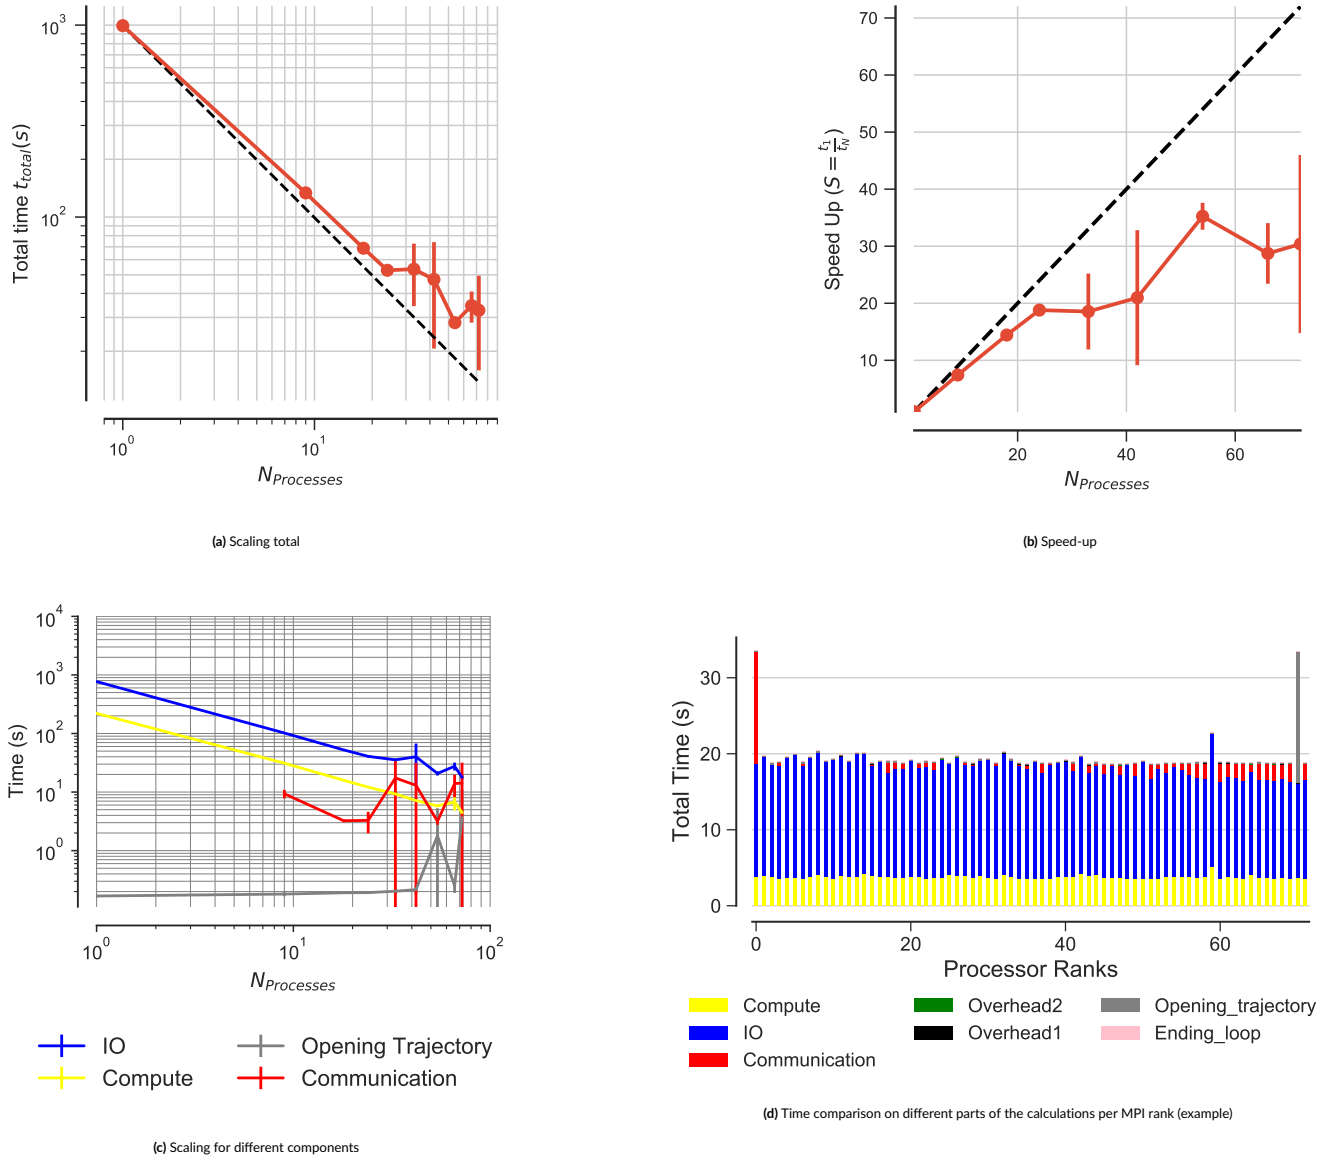 10^3
10^2
Total time t_total(s)
10^0
10^1
N_Processes
(a) Scaling total
70
60
50
40
30
20
10
Speed Up (S = t_1/t_N)
20
40
60
N_Processes
(b) Speed-up
10^4
10^3
10^2
10^1
10^0
Time (s)
10^0
10^1
10^2
N_Processes
IO
Opening Trajectory
Compute
Communication
(c) Scaling for different components
30
20
10
0
Total Time (s)
0
20
40
60
Processor Ranks
Compute
Overhead2
Opening_trajectory
IO
Overhead1
Ending_loop
Communication
(d) Time comparison on different parts of the calculations per MPI rank (example)